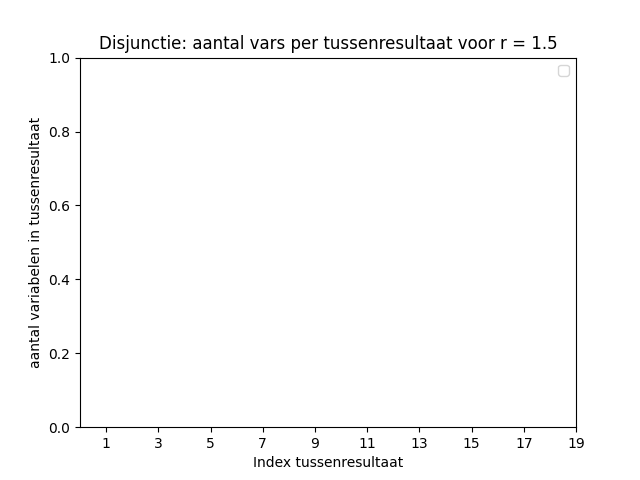 Disjunctie: aantal vars per tussenresultaat voor r = 1.5
1.0
0.8
0.6
0.4
0.2
0.0
aantal variabelen in tussenresultaat
1 3 5 7 9 11 13 15 17 19
Index tussenresultaat